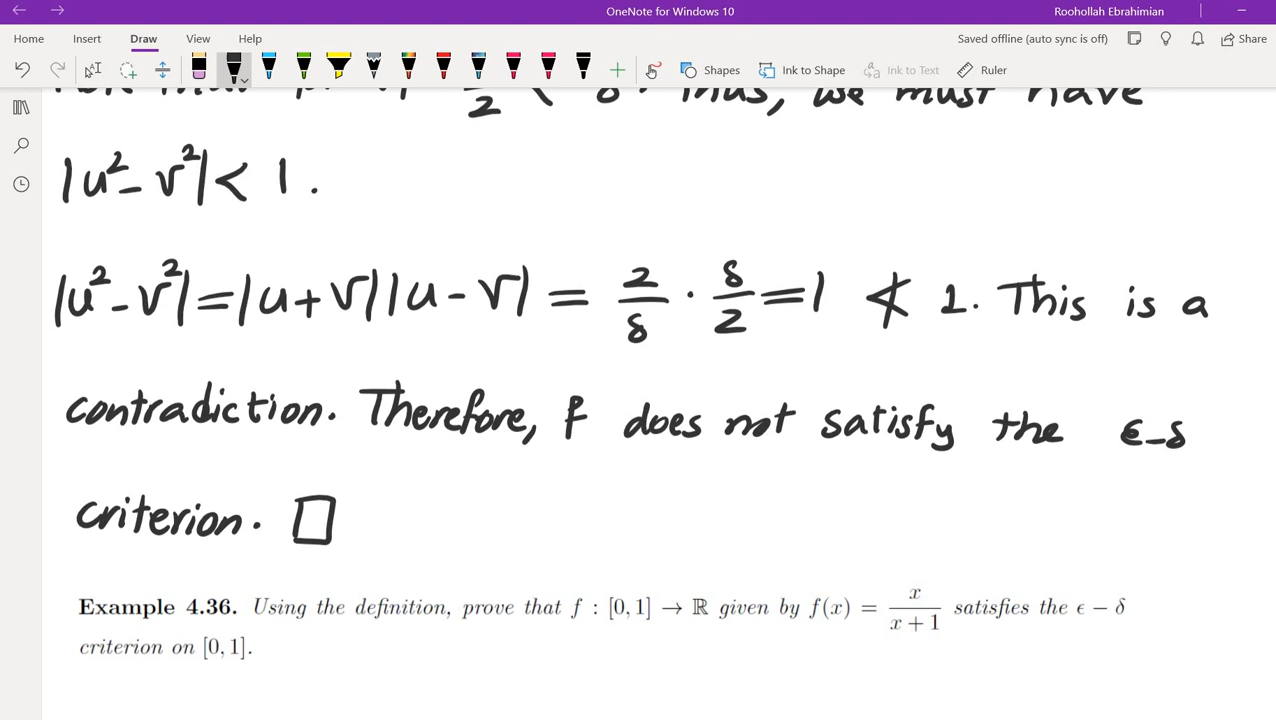 OneNote for Windows 10
Roohollah Ebrahimian
Home Insert Draw View Help
Saved offline (auto sync is off)
Share
Shapes Ink to Shape Ink to Text Ruler
2 < δ. Thus, we must have
|u²-v²| < 1.
|u²-v²| = |u+v||u-v| = 2/δ · δ/2 = 1 ≮ 1. This is a
contradiction. Therefore, f does not satisfy the ϵ-δ
criterion. □
Example 4.36. Using the definition, prove that f : [0, 1] → ℝ given by f(x) = x/(x + 1) satisfies the ϵ − δ
criterion on [0, 1].